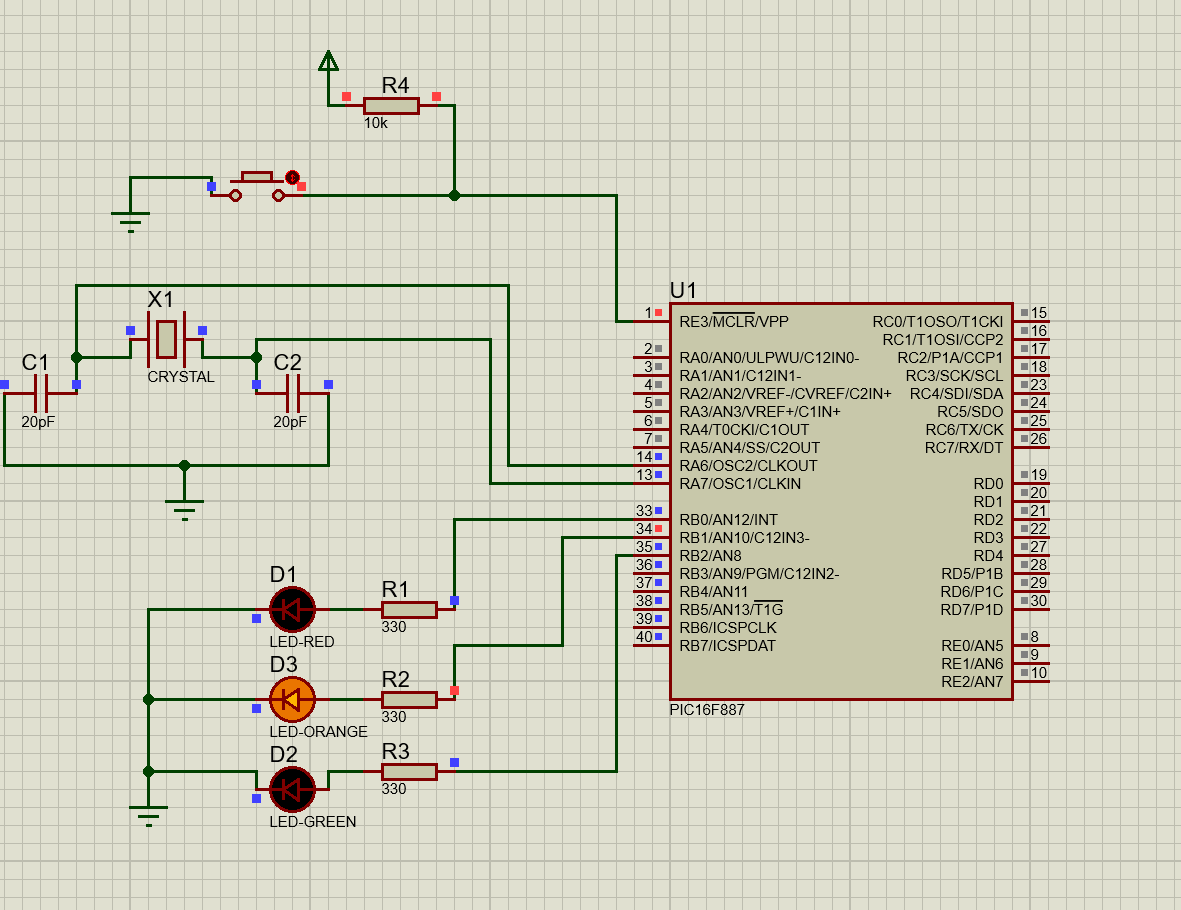 R4
10k
U1
X1
CRYSTAL
C1
20pF
C2
20pF
1 RE3/MCLR/VPP RC0/T1OSO/T1CKI 15
RC1/T1OSI/CCP2 16
2 RA0/AN0/ULPWU/C12IN0- RC2/P1A/CCP1 17
3 RA1/AN1/C12IN1- RC3/SCK/SCL 18
4 RA2/AN2/VREF-/CVREF/C2IN+ RC4/SDI/SDA 23
5 RA3/AN3/VREF+/C1IN+ RC5/SDO 24
6 RA4/T0CKI/C1OUT RC6/TX/CK 25
7 RA5/AN4/SS/C2OUT RC7/RX/DT 26
14 RA6/OSC2/CLKOUT
13 RA7/OSC1/CLKIN RD0 19
RD1 20
33 RB0/AN12/INT RD2 21
34 RB1/AN10/C12IN3- RD3 22
35 RB2/AN8 RD4 27
36 RB3/AN9/PGM/C12IN2- RD5/P1B 28
37 RB4/AN11 RD6/P1C 29
38 RB5/AN13/T1G RD7/P1D 30
39 RB6/ICSPCLK
40 RB7/ICSPDAT RE0/AN5 8
RE1/AN6 9
RE2/AN7 10
PIC16F887
D1
LED-RED
R1
330
D3
LED-ORANGE
R2
330
D2
LED-GREEN
R3
330